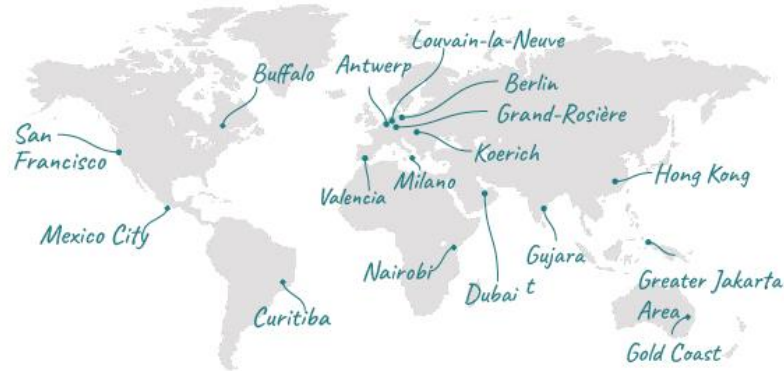 Louvain-la-Neuve
Buffalo
Antwerp
Berlin
Grand-Rosière
San
Francisco
Koerich
Hong Kong
Valencia
Milano
Mexico City
Nairobi
Gujara
Dubai t
Greater Jakarta
Area
Curitiba
Gold Coast